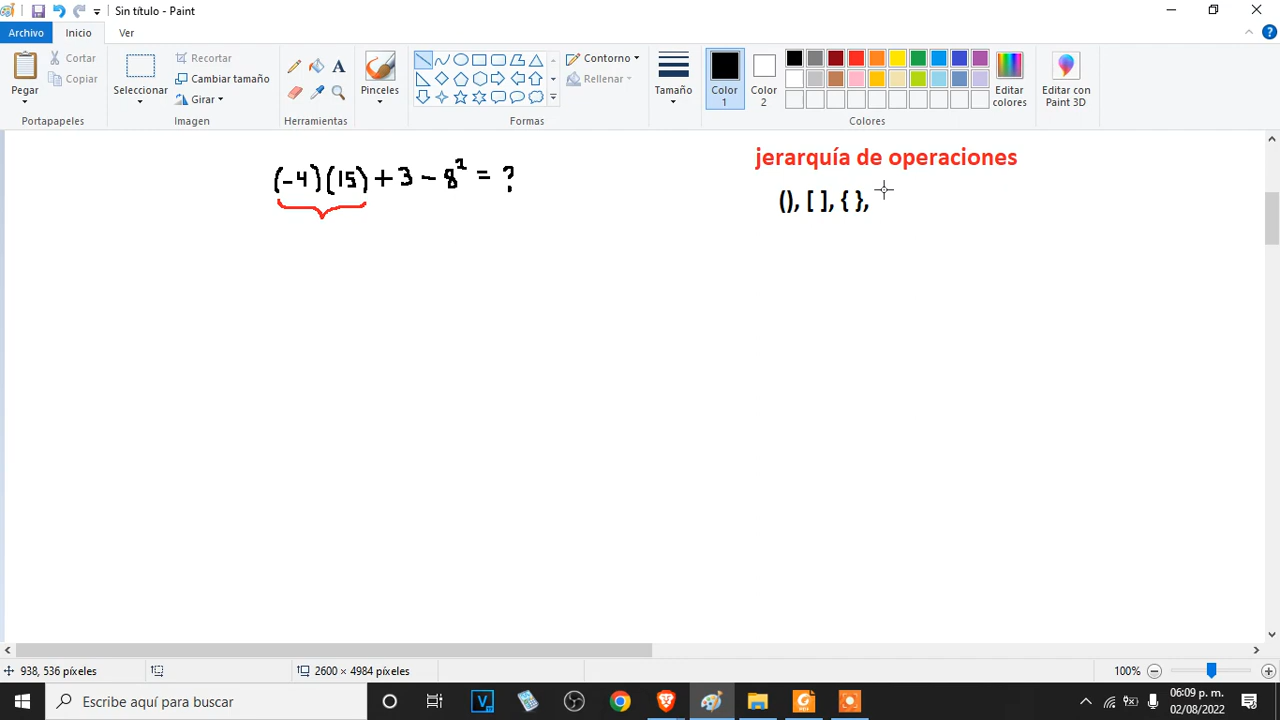 Sin título - Paint
Archivo Inicio Ver
Pegar
Cortar
Copiar
Portapapeles
Seleccionar
Recortar
Cambiar tamaño
Girar
Imagen
A
Herramientas
Pinceles
Contorno
Rellenar
Formas
Tamaño
Color 1
Color 2
Editar colores
Colores
Editar con Paint 3D
(-4)(15) + 3 - 8² = ?
jerarquía de operaciones
(), [ ], { },
938, 536 píxeles
2600 × 4984 píxeles
100%
Escribe aquí para buscar
06:09 p. m.
02/08/2022